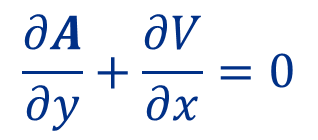 ∂𝑨/∂y + ∂V/∂x = 0